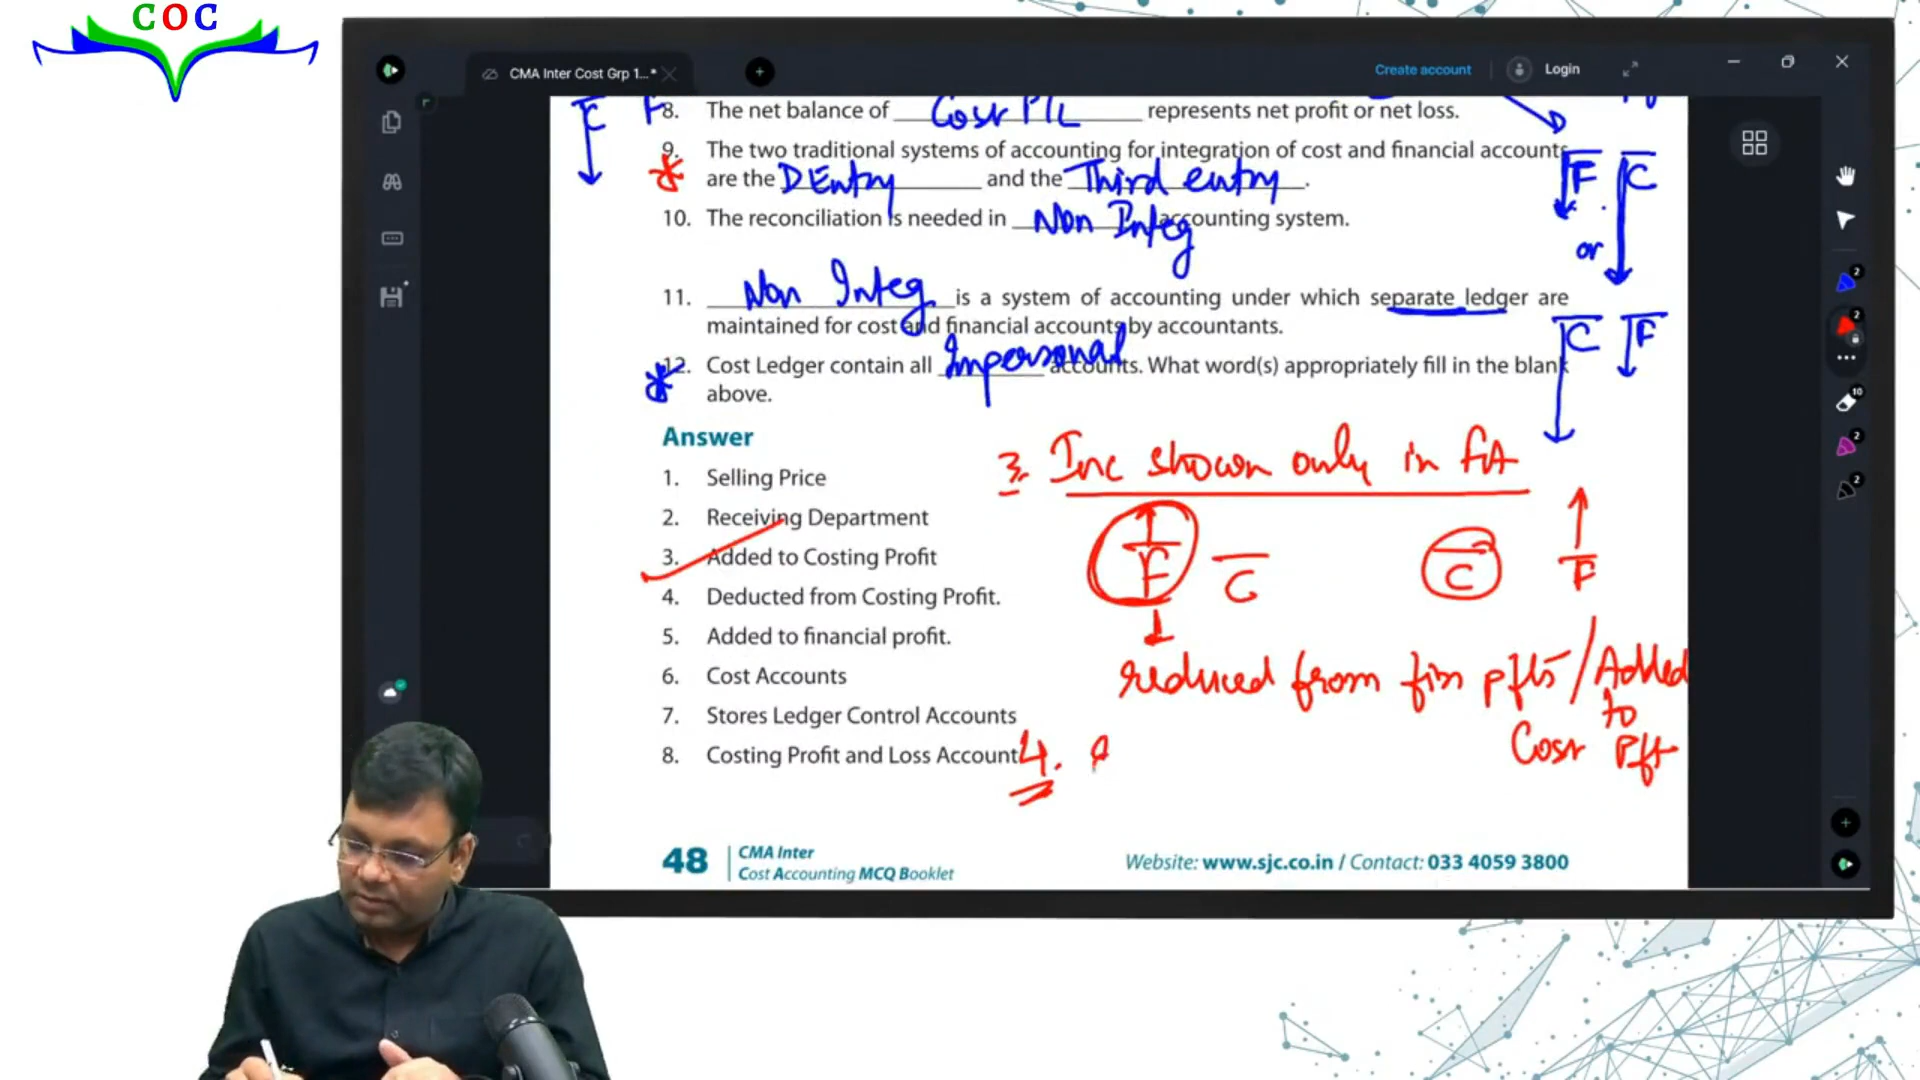 COC
CMA Inter Cost Grp 1...*
Create account
Login
8. The net balance of Cost P/L represents net profit or net loss.
9. The two traditional systems of accounting for integration of cost and financial accounts
are the DEntry and the Third entry.
10. The reconciliation is needed in Non Integ accounting system.
11. Non Integ is a system of accounting under which separate ledger are
maintained for cost and financial accounts by accountants.
12. Cost Ledger contain all Impersonal accounts. What word(s) appropriately fill in the blank
above.
F C
or
C F
Answer
3. Inc shown only in fA
1. Selling Price
2. Receiving Department
3. Added to Costing Profit
F C C F
4. Deducted from Costing Profit.
5. Added to financial profit.
reduced from fin pfts / Added
to
Cost Pft
6. Cost Accounts
7. Stores Ledger Control Accounts
8. Costing Profit and Loss Account
4.
48 CMA Inter
Cost Accounting MCQ Booklet
Website: www.sjc.co.in / Contact: 033 4059 3800